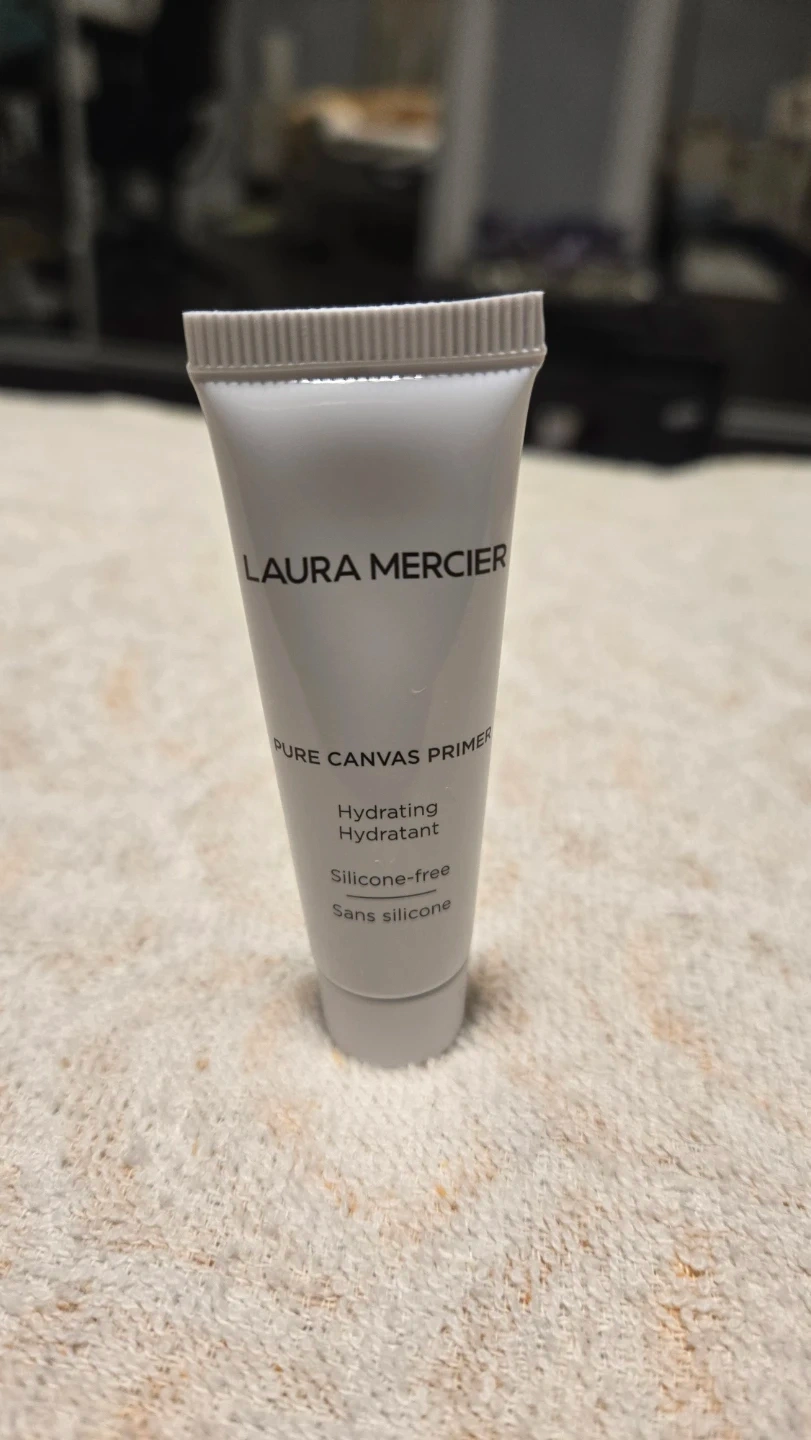 LAURA MERCIER
PURE CANVAS PRIMER
Hydrating
Hydratant
Silicone-free
Sans silicone